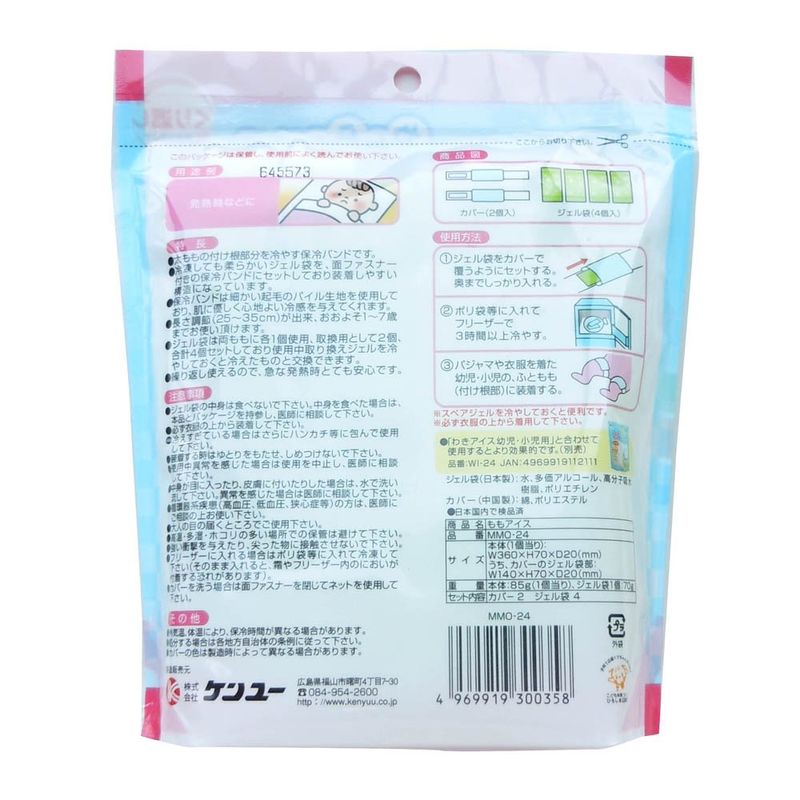 くり返し
ここからお切り下さい。
このパッケージは保管し、使用前によく読んでお使い下さい。
用途例
645573
発熱時などに
特長
●太ももの付け根部分を冷やす保冷バンドです。
●冷凍しても柔らかいジェル袋を、面ファスナー
付きの保冷バンドにセットしており装着しやすい
構造になっています。
●保冷バンドは細かい起毛のパイル生地を使用して
おり、肌に優しく心地よい冷感を与えてくれます。
●長さ調節(25〜35cm)が出来、おおよそ1〜7歳
までお使い頂けます。
●ジェル袋は両ももに各1個使用、取換用として2個、
合計4個セットしており使用中取り換えジェルを冷
やしておくと冷えたものと交換できます。
●繰り返し使えるので、急な発熱時とても安心です。
注意事項
●ジェル袋の中身は食べないで下さい。中身を食べた場合は、
本品とパッケージを持参し、医師に相談して下さい。
●必ず衣服の上から装着して下さい。
●冷えすぎている場合はさらにハンカチ等に包んで使用
して下さい。
●装着する時はゆとりをもたせ、しめつけないで下さい。
●使用中異常を感じた場合は使用を中止し、医師に相談
して下さい。
●中身が目に入ったり、皮膚に付いたりした場合は、水で洗い
流して下さい。異常を感じた場合は医師に相談して下さい。
●循環器系疾患(高血圧、低血圧、狭心症等)の方は、医師に
ご相談の上お使い下さい。
●大人の目の届くところでご使用下さい。
●高温・多湿・ホコリの多い場所での保管は避けて下さい。
●強い衝撃を与えたり、尖った物に接触させないで下さい。
●フリーザーに入れる場合はポリ袋等に入れて冷凍して
下さい(そのまま入れると、霜やフリーザー内のにおいが
付着する恐れがあります)。
●カバーを洗う場合は面ファスナーを閉じてネットを使用して
下さい。
その他
●外気温、体温により、保冷時間が異なる場合があります。
●処分する場合は各地方自治体の条例に従って下さい。
●カバーの色は製造時によって異なる場合があります。
発売元
株式会社 ケンユー
広島県福山市曙町4丁目7-30
☎084-954-2600
http://www.kenyuu.co.jp
商品図
カバー(2個入)
ジェル袋(4個入)
使用方法
①ジェル袋をカバーで
覆うようにセットする。
奥までしっかり入れる。
②ポリ袋等に入れて
フリーザーで
3時間以上冷やす。
③パジャマや衣服を着た
幼児・小児の、ふともも
(付け根部)に装着する。
※スペアジェルを冷やしておくと便利です。
※必ず衣服の上から着用して下さい。
●「わきアイス幼児・小児用」と合わせて
使用するとより効果的です。(別売)
品番:WI-24 JAN:4969919112111
ジェル袋(日本製):水、多価アルコール、高分子吸水
樹脂、ポリエチレン
カバー(中国製):綿、ポリエステル
●日本国内で検品済
商品名 ももアイス
品番 MMO-24
サイズ 本体(1個当り):
W360×H70×D20(mm)
うち、カバーのジェル袋部:
W140×H70×D20(mm)
重量 本体:85g(1個当り)、ジェル袋1個:70g
セット内容 カバー2 ジェル袋4
MMO-24
4 969919 300358
プラ
外袋